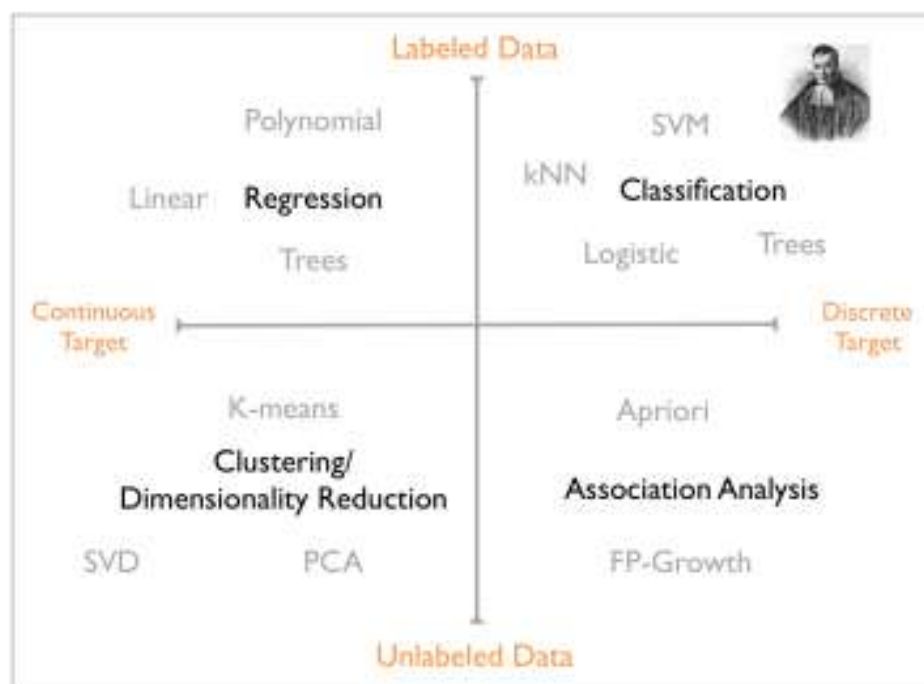 Labeled Data
Polynomial
SVM
kNN
Linear
Regression
Classification
Trees
Logistic
Trees
Continuous
Target
Discrete
Target
K-means
Apriori
Clustering/
Dimensionality Reduction
Association Analysis
SVD
PCA
FP-Growth
Unlabeled Data